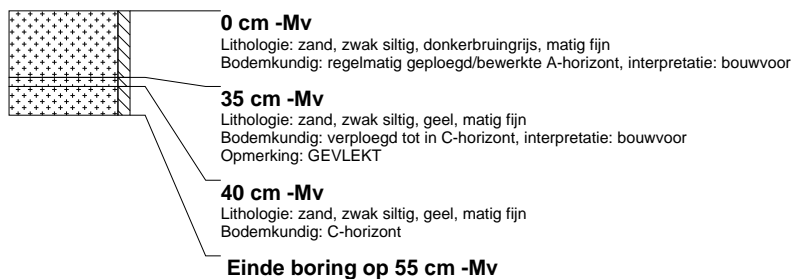 0 cm -Mv
Lithologie: zand, zwak siltig, donkerbruingrijs, matig fijn
Bodemkundig: regelmatig geploegd/bewerkte A-horizont, interpretatie: bouwvoor
35 cm -Mv
Lithologie: zand, zwak siltig, geel, matig fijn
Bodemkundig: verploegd tot in C-horizont, interpretatie: bouwvoor
Opmerking: GEVLEKT
40 cm -Mv
Lithologie: zand, zwak siltig, geel, matig fijn
Bodemkundig: C-horizont
Einde boring op 55 cm -Mv